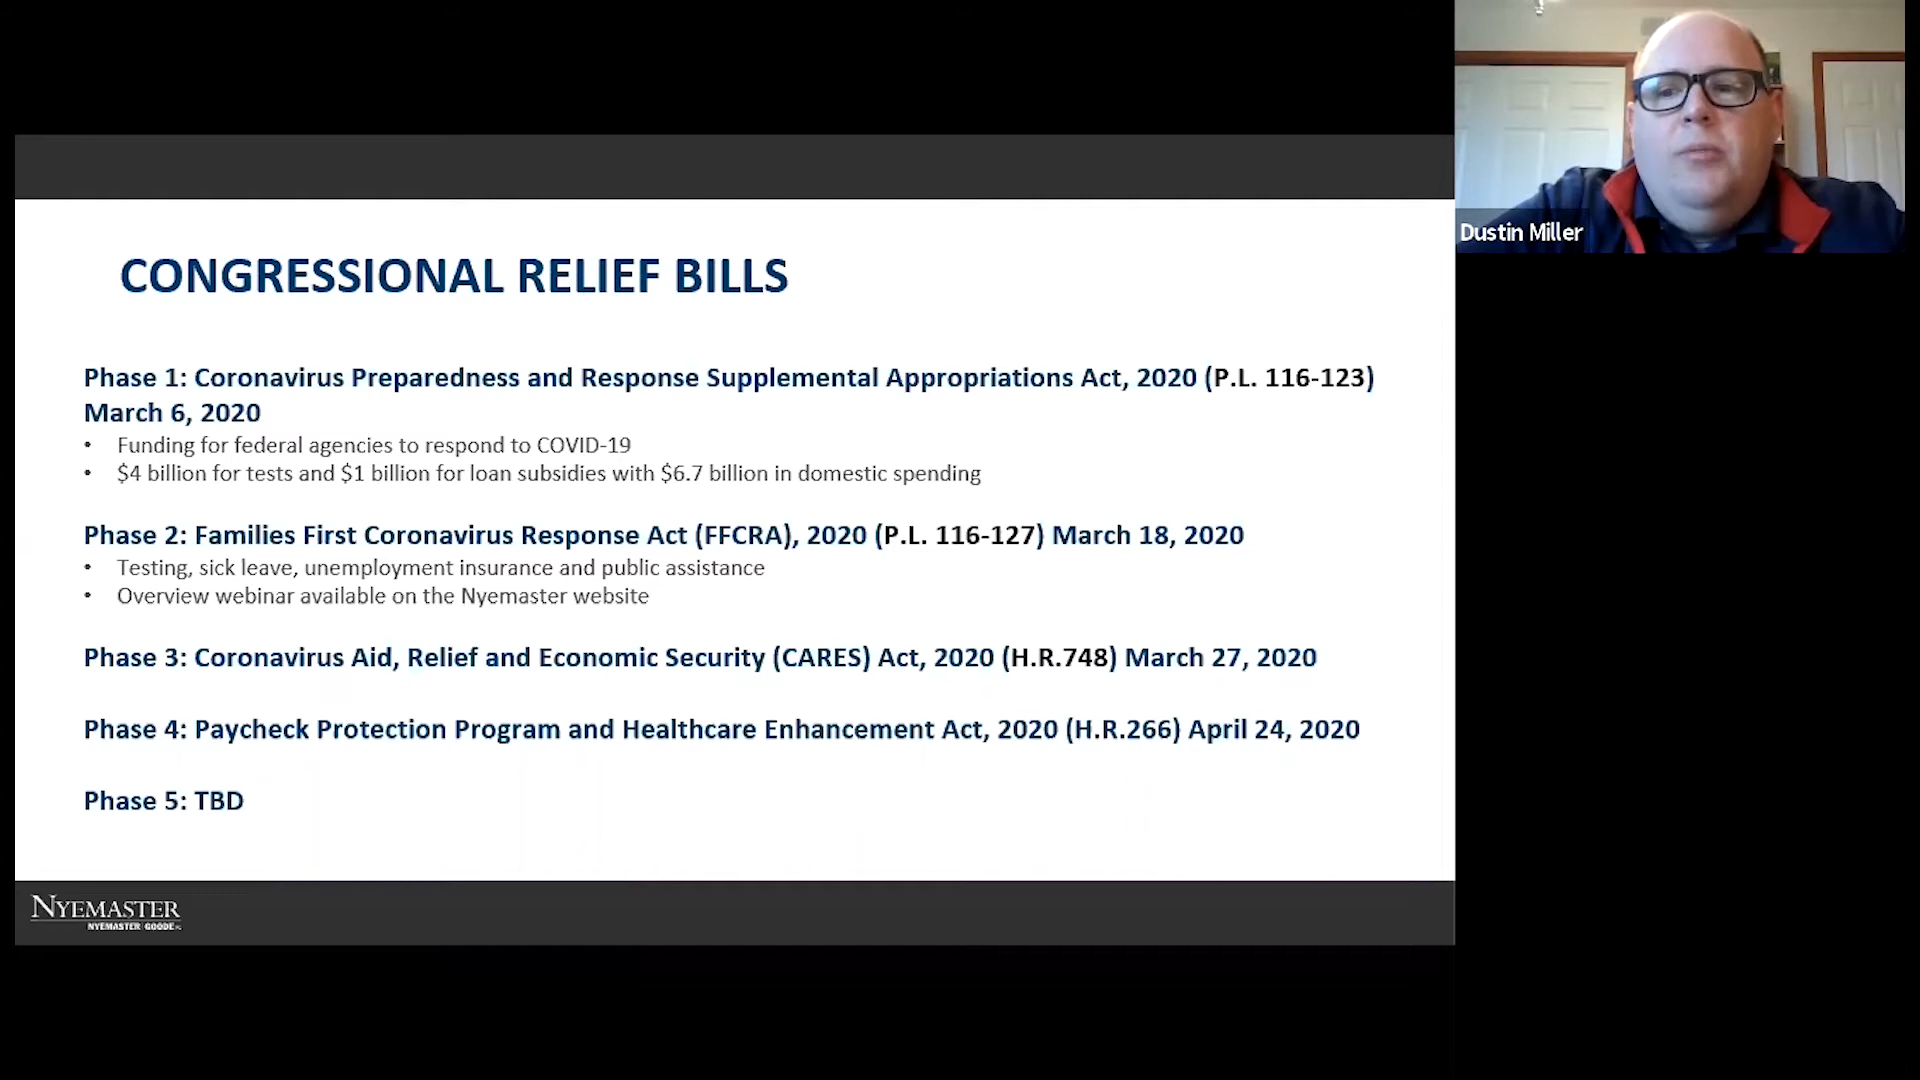 CONGRESSIONAL RELIEF BILLS
Phase 1: Coronavirus Preparedness and Response Supplemental Appropriations Act, 2020 (P.L. 116-123)
March 6, 2020
• Funding for federal agencies to respond to COVID-19
• $4 billion for tests and $1 billion for loan subsidies with $6.7 billion in domestic spending
Phase 2: Families First Coronavirus Response Act (FFCRA), 2020 (P.L. 116-127) March 18, 2020
• Testing, sick leave, unemployment insurance and public assistance
• Overview webinar available on the Nyemaster website
Phase 3: Coronavirus Aid, Relief and Economic Security (CARES) Act, 2020 (H.R.748) March 27, 2020
Phase 4: Paycheck Protection Program and Healthcare Enhancement Act, 2020 (H.R.266) April 24, 2020
Phase 5: TBD
NYEMASTER
NYEMASTER GOODE PC
Dustin Miller